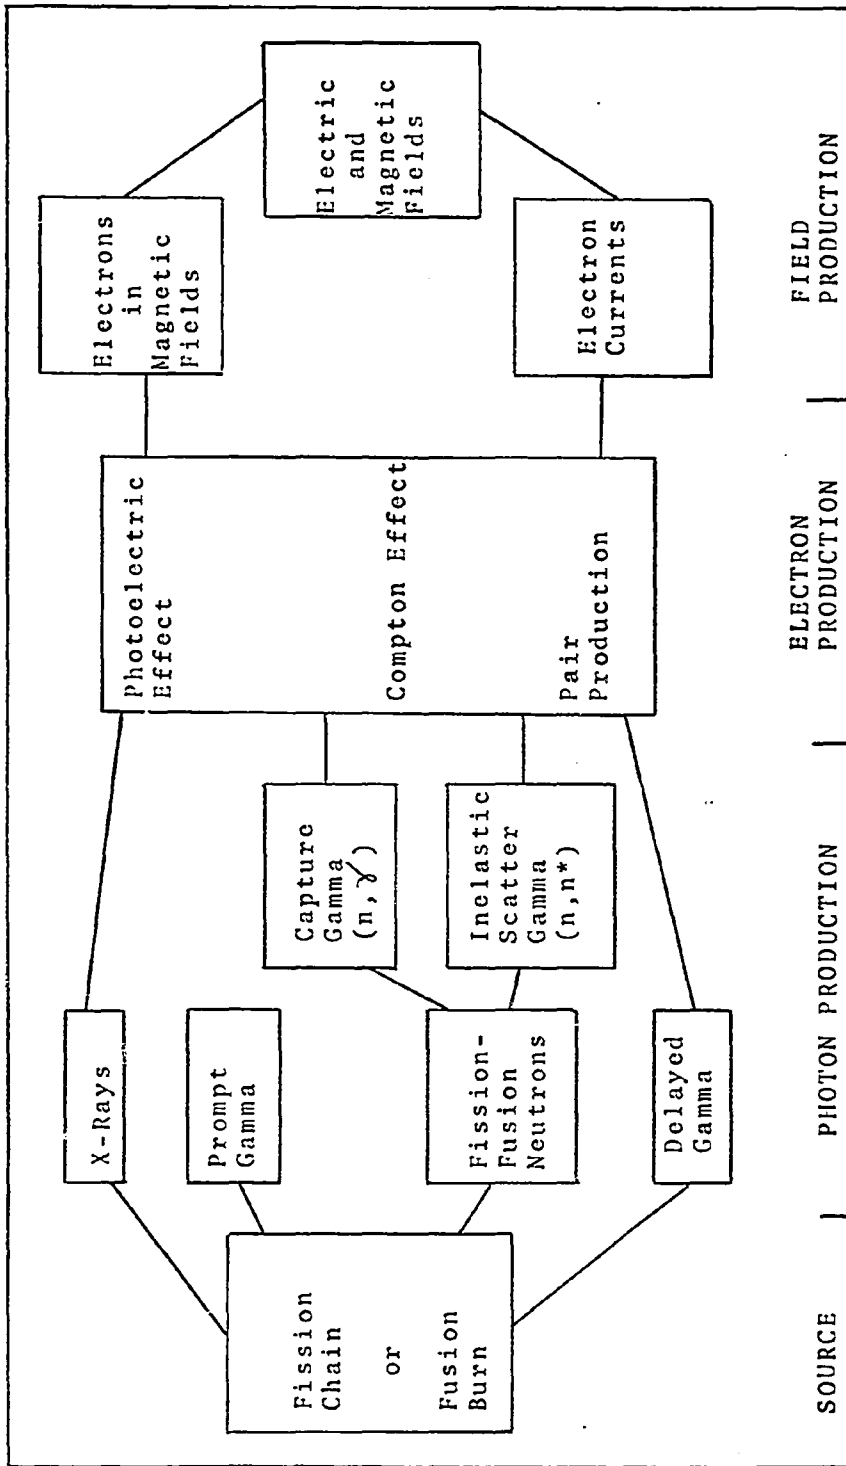 Fission
Chain
or
Fusion
Burn
X-Rays
Prompt
Gamma
Fission-
Fusion
Neutrons
Delayed
Gamma
Capture
Gamma
(n,γ)
Inelastic
Scatter
Gamma
(n,n*)
Photoelectric
Effect
Compton Effect
Pair
Production
Electrons
in
Magnetic
Fields
Electron
Currents
Electric
and
Magnetic
Fields
SOURCE
PHOTON PRODUCTION
ELECTRON
PRODUCTION
FIELD
PRODUCTION